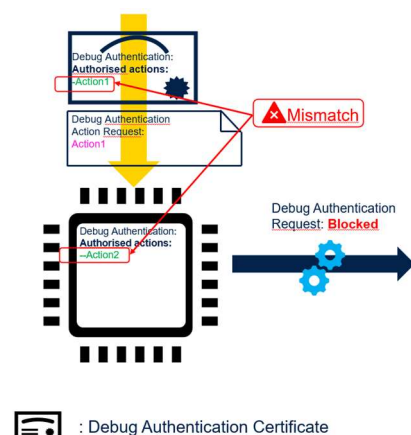 Debug Authentication:
Authorised actions:
-Action1
Mismatch
Debug Authentication
Action Request:
Action1
Debug Authentication
Request: Blocked
Debug Authentication:
Authorised actions:
–Action2
: Debug Authentication Certificate